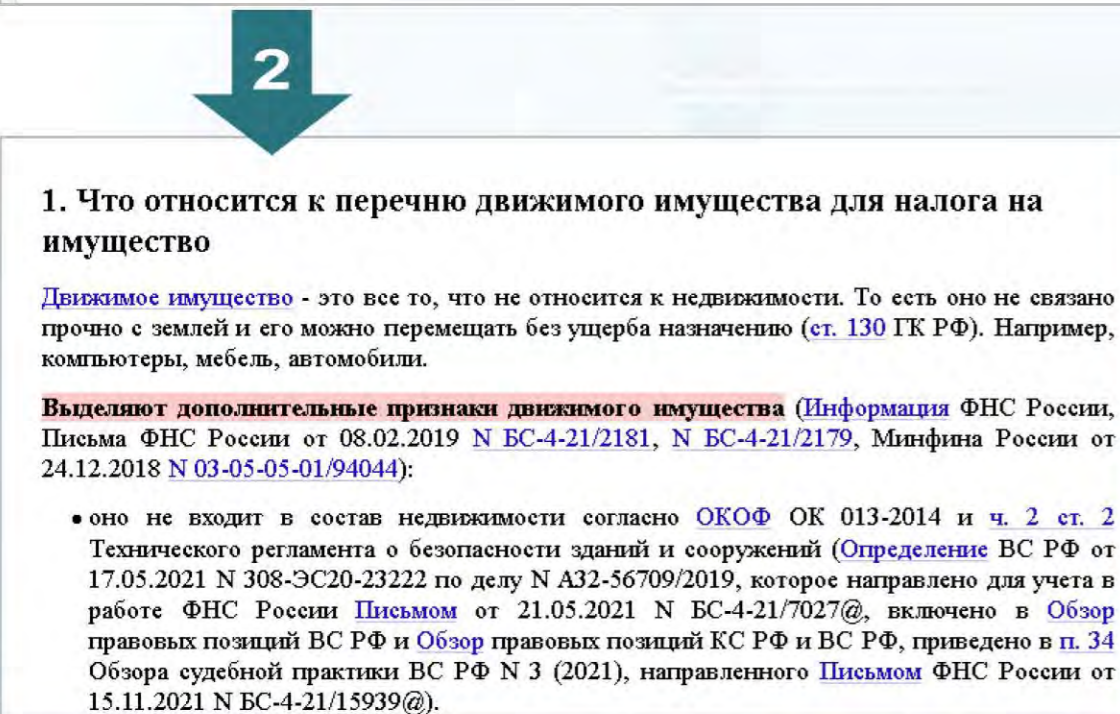 2
1. Что относится к перечню движимого имущества для налога на
имущество
Движимое имущество - это все то, что не относится к недвижимости. То есть оно не связано
прочно с землей и его можно перемещать без ущерба назначению (ст. 130 ГК РФ). Например,
компьютеры, мебель, автомобили.
Выделяют дополнительные признаки движимого имущества (Информация ФНС России,
Письма ФНС России от 08.02.2019 N БС-4-21/2181, N БС-4-21/2179, Минфина России от
24.12.2018 N 03-05-05-01/94044):
• оно не входит в состав недвижимости согласно ОКОФ ОК 013-2014 и ч. 2 ст. 2
Технического регламента о безопасности зданий и сооружений (Определение ВС РФ от
17.05.2021 N 308-ЭС20-23222 по делу N А32-56709/2019, которое направлено для учета в
работе ФНС России Письмом от 21.05.2021 N БС-4-21/7027@, включено в Обзор
правовых позиций ВС РФ и Обзор правовых позиций КС РФ и ВС РФ, приведено в п. 34
Обзора судебной практики ВС РФ N 3 (2021), направленного Письмом ФНС России от
15.11.2021 N БС-4-21/15939@).